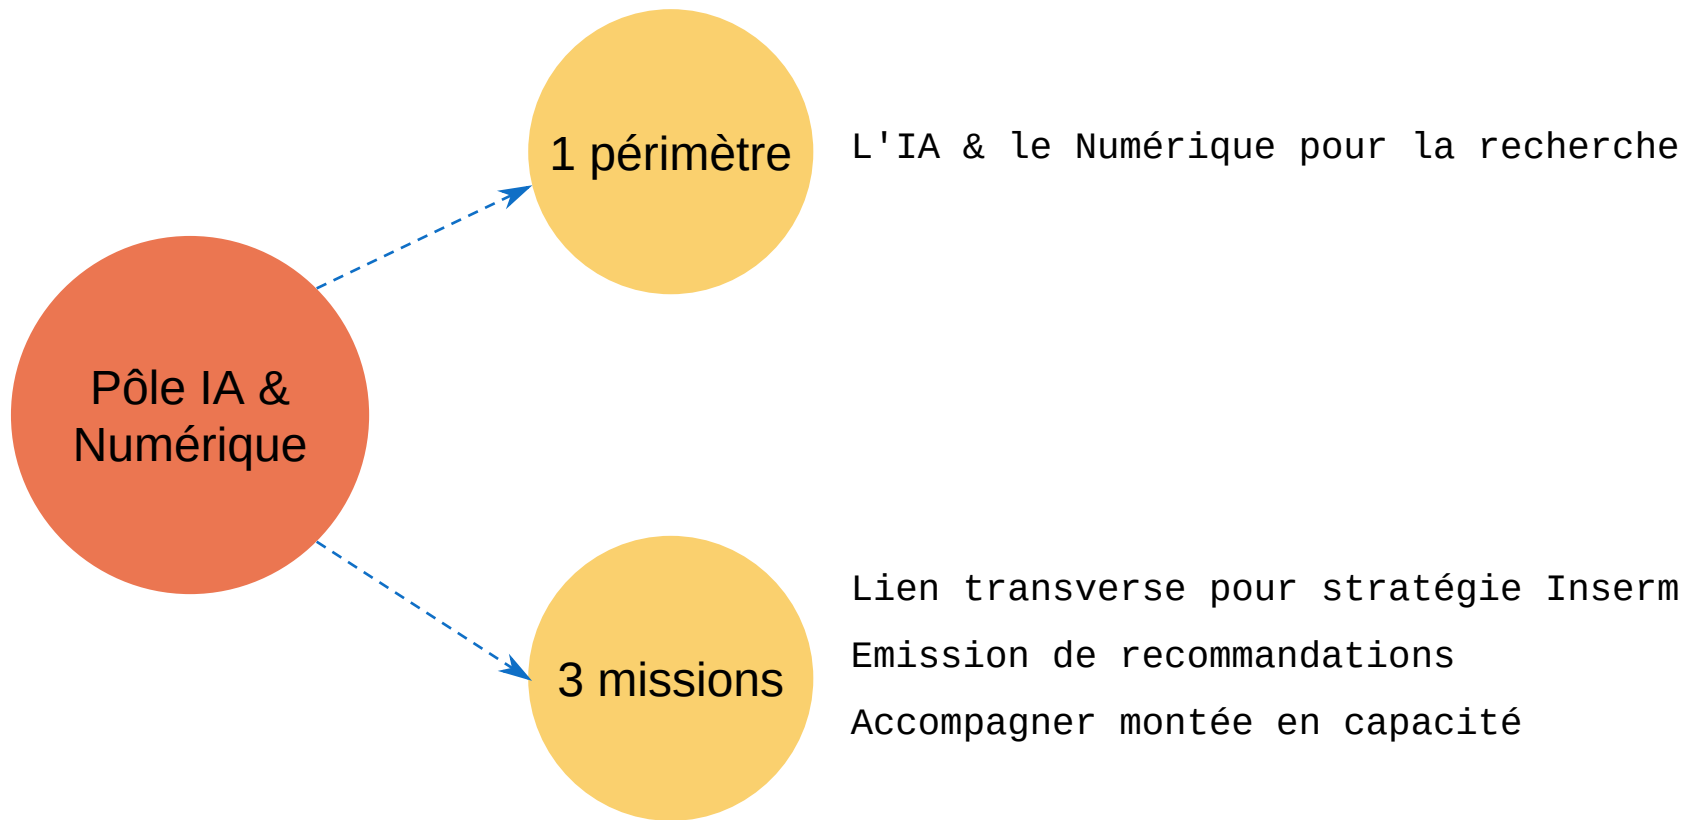 1 périmètre
L'IA & le Numérique pour la recherche
Pôle IA &
Numérique
3 missions
Lien transverse pour stratégie Inserm
Emission de recommandations
Accompagner montée en capacité